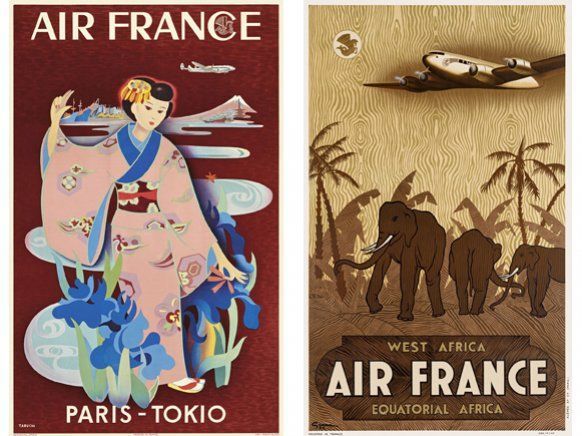 AIR FRANCE
PARIS - TOKIO
WEST AFRICA
AIR FRANCE
EQUATORIAL AFRICA